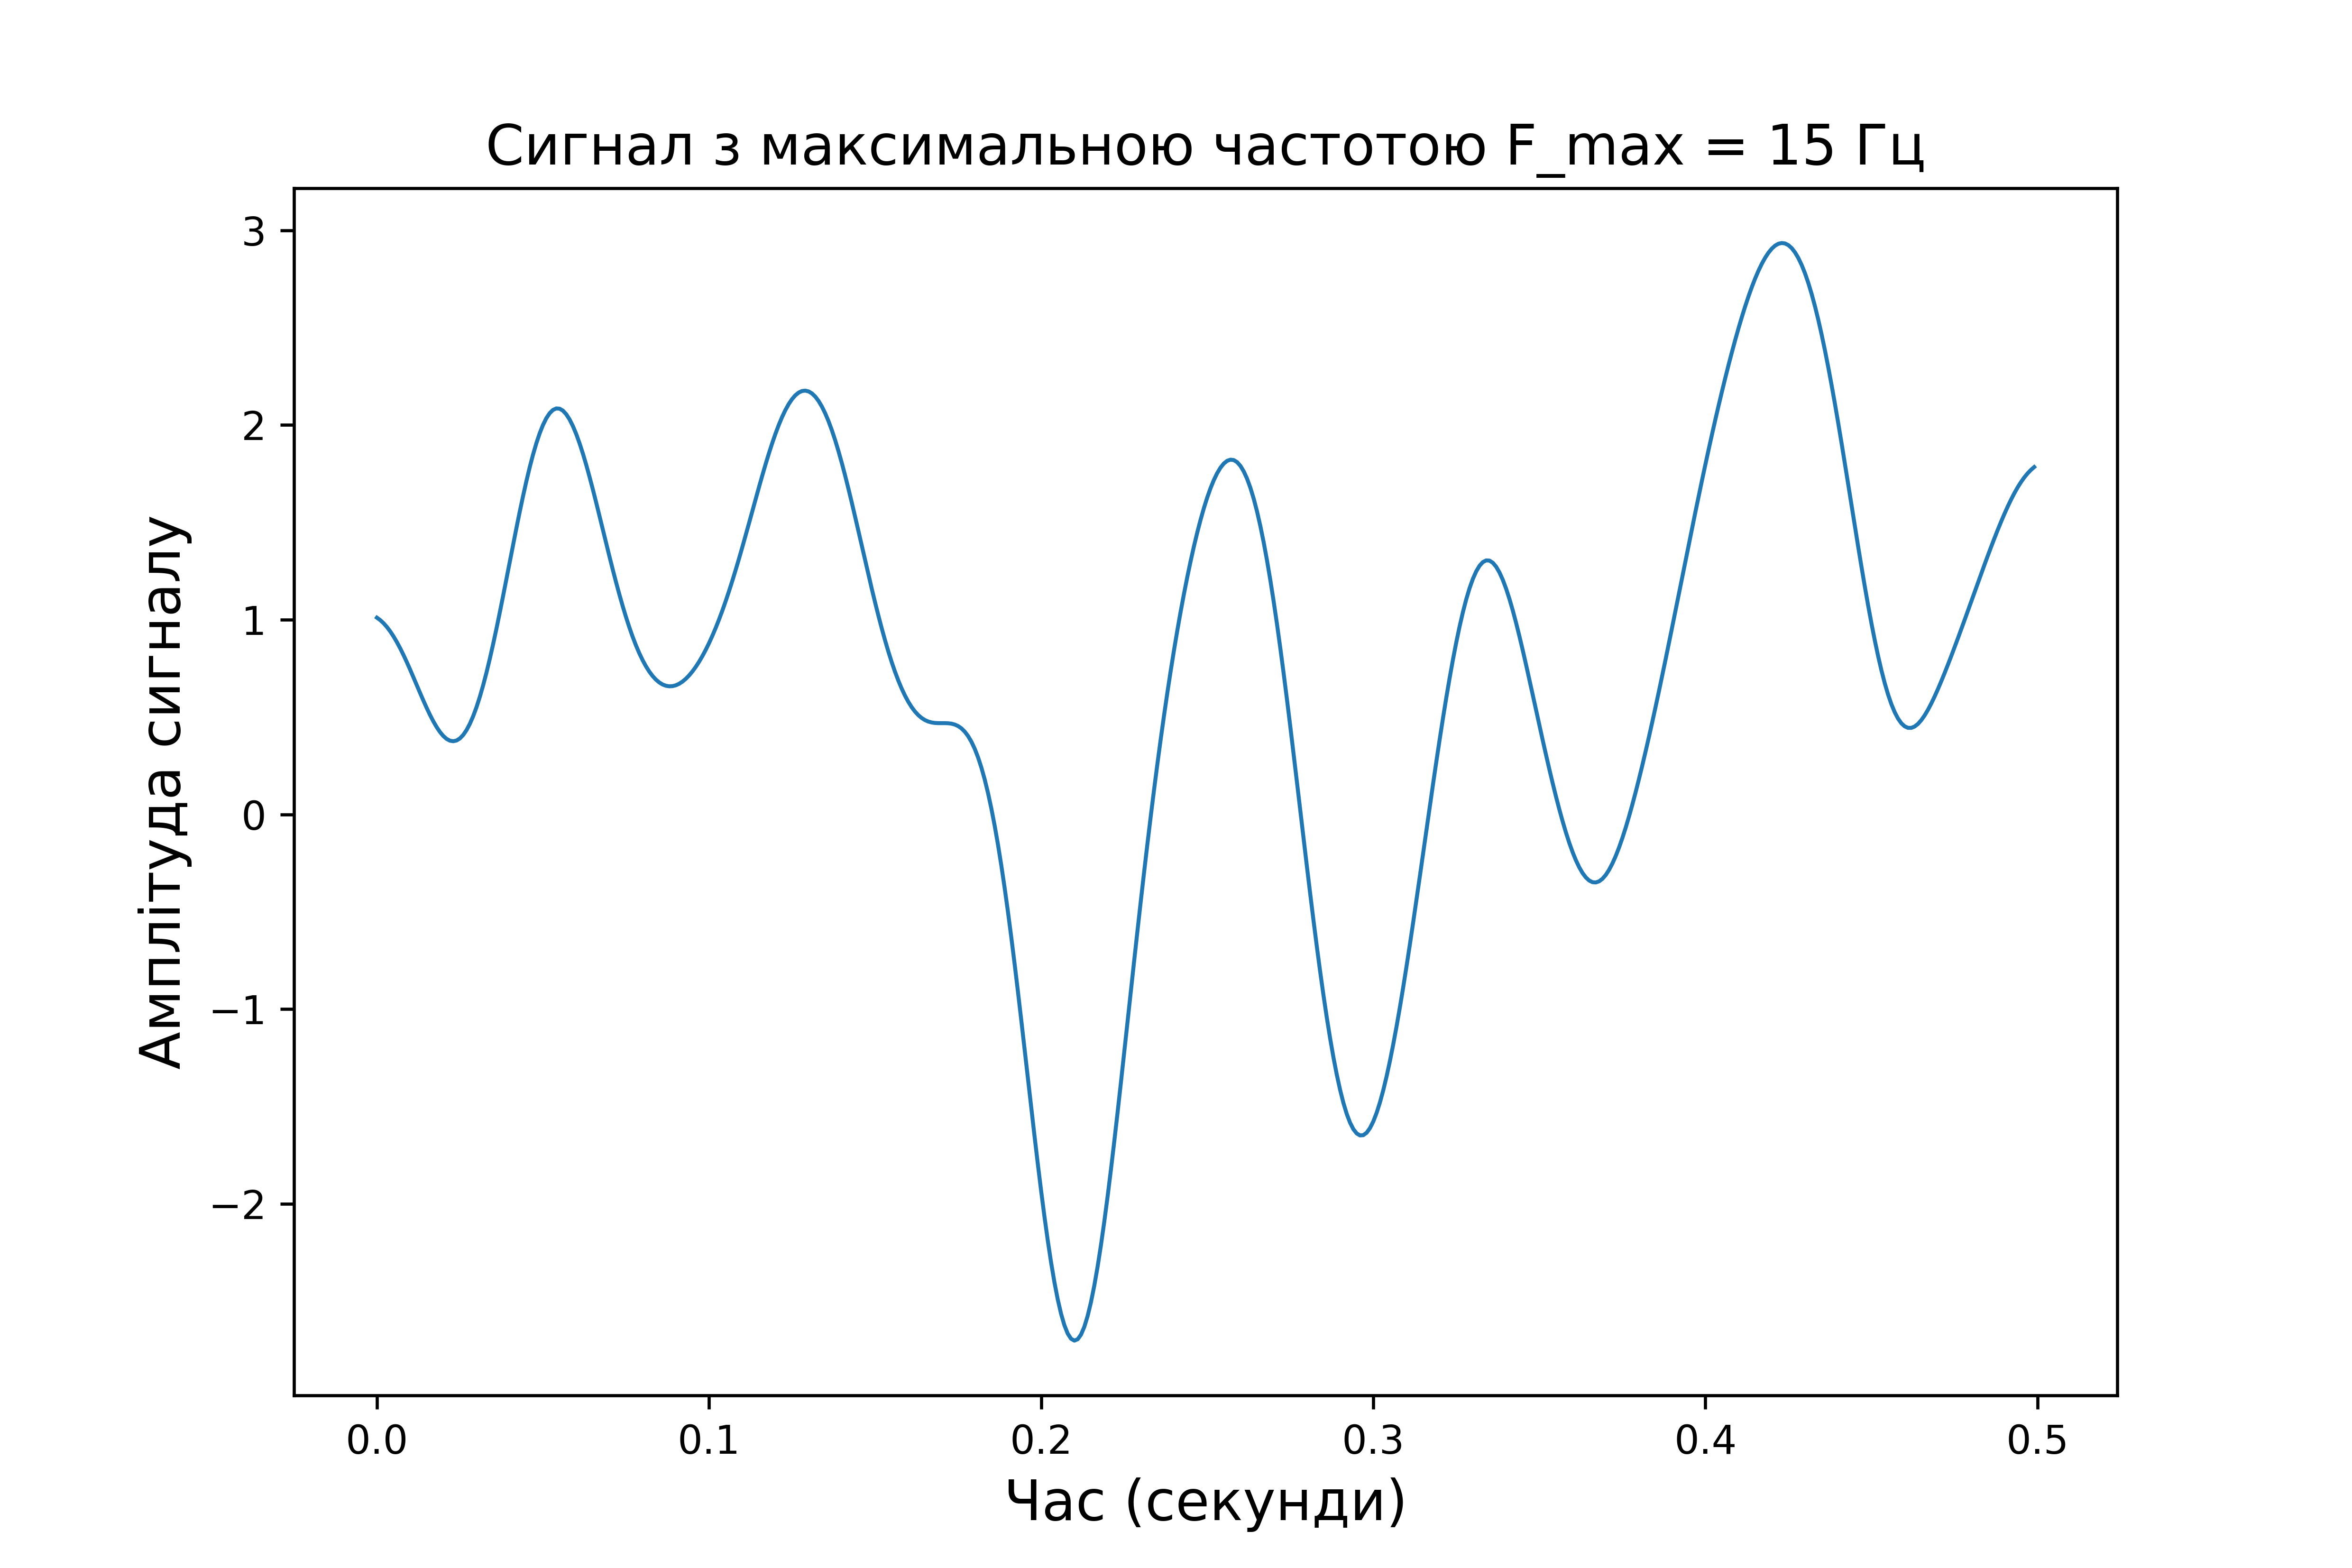 Сигнал з максимальною частотою F_max = 15 Гц
Амплітуда сигналу
3
2
1
0
−1
−2
0.0 0.1 0.2 0.3 0.4 0.5
Час (секунди)